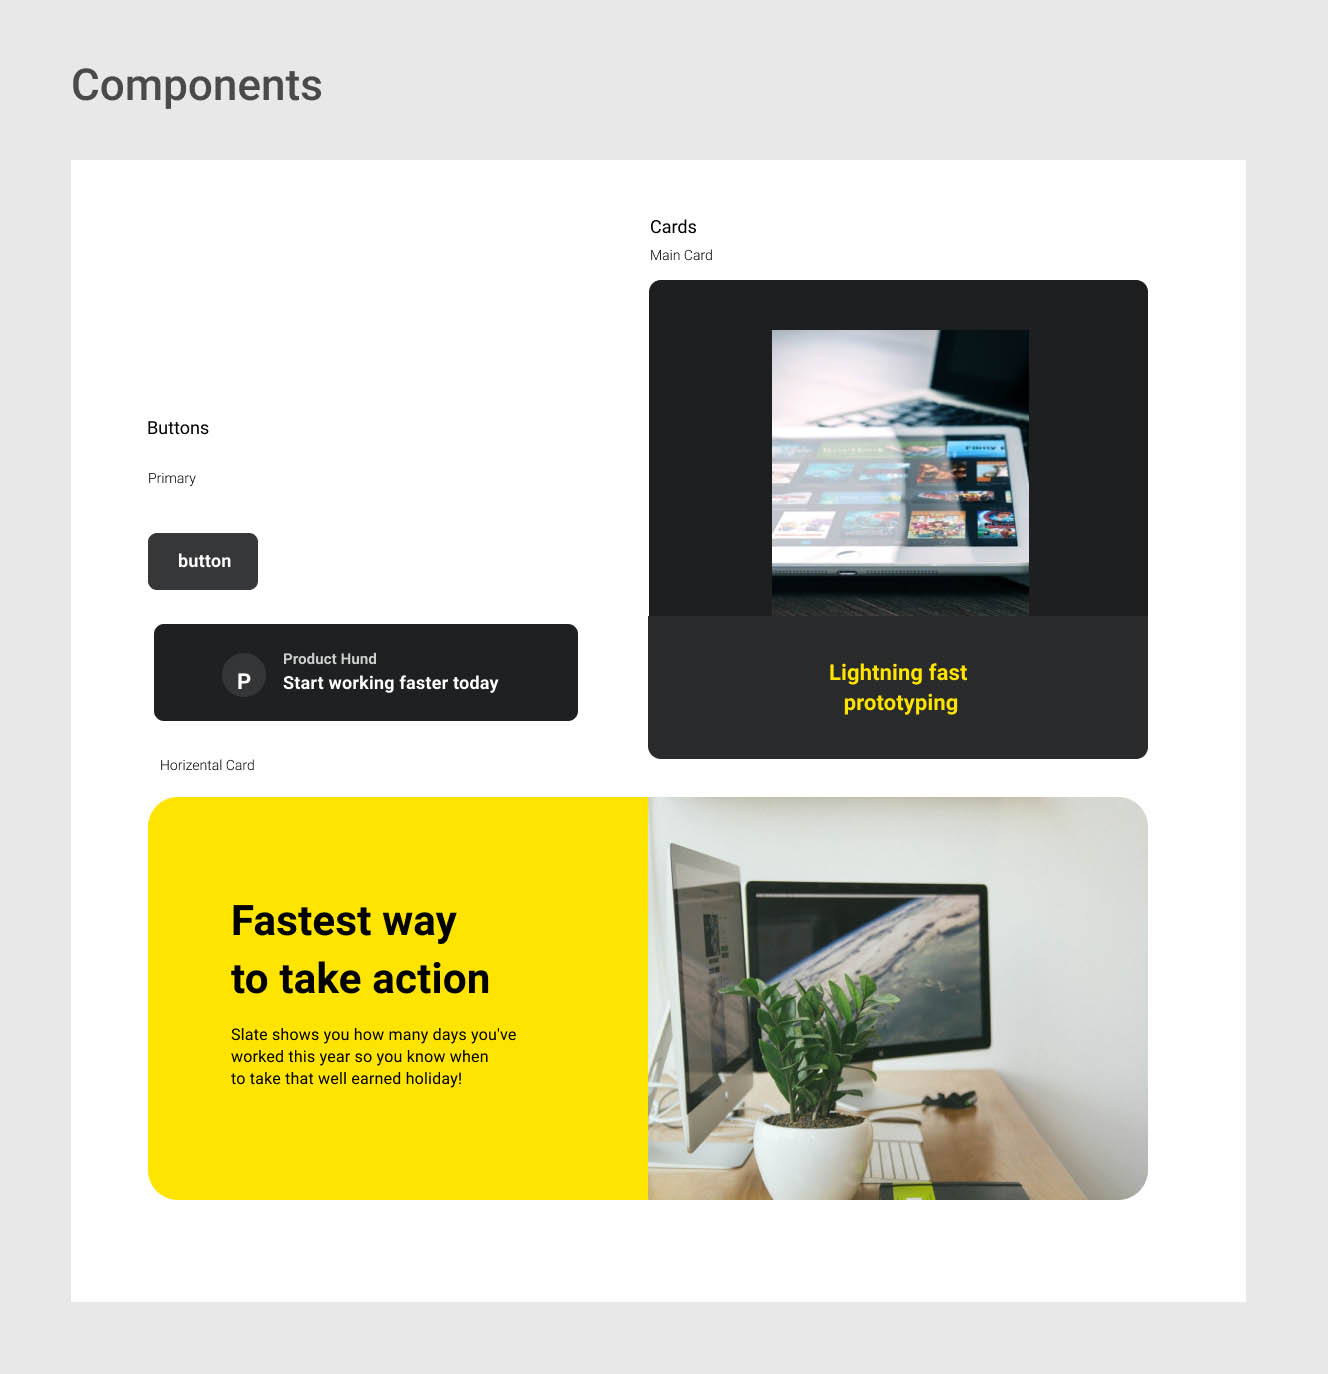 Components
Cards
Main Card
Buttons
Primary
button
Product Hund
P
Start working faster today
Lightning fast
prototyping
Horizental Card
Fastest way
to take action
Slate shows you how many days you've
worked this year so you know when
to take that well earned holiday!